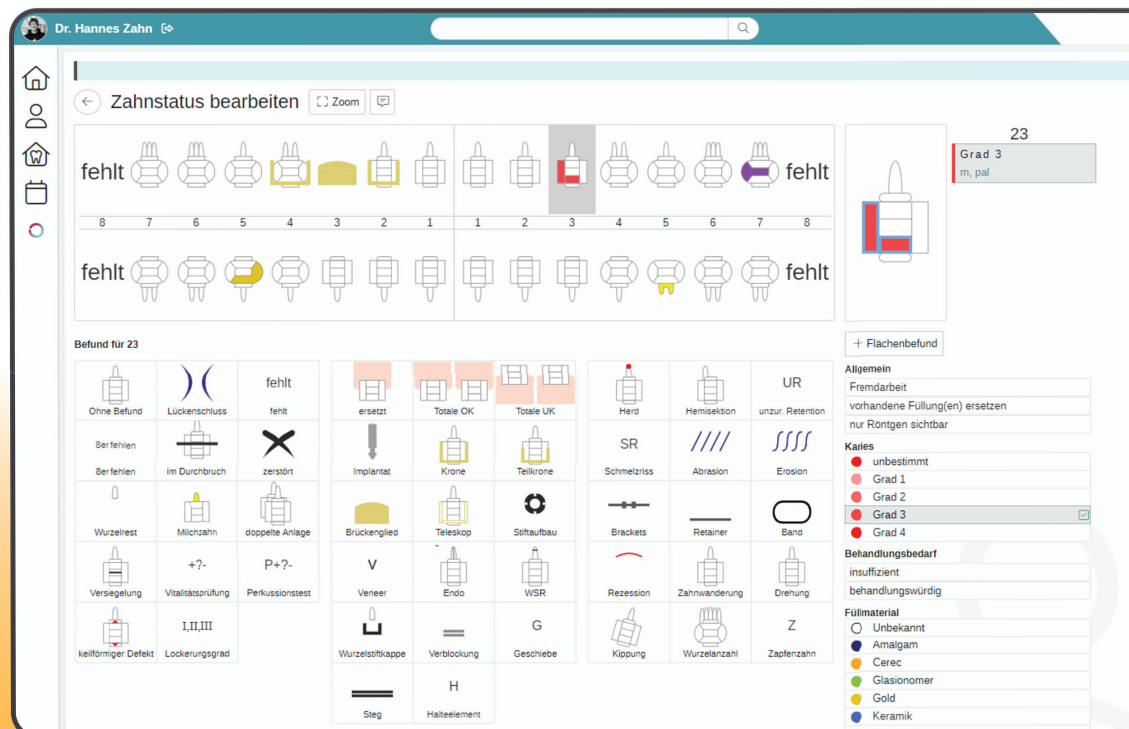 Dr. Hannes Zahn
Zahnstatus bearbeiten
Zoom
23
Grad 3
m, pal
fehlt
fehlt
8 7 6 5 4 3 2 1 1 2 3 4 5 6 7 8
fehlt
fehlt
Befund für 23
Flächenbefund
fehlt
UR
Ohne Befund
Lückenschluss
fehlt
ersetzt
Totale OK
Totale UK
Herd
Hemisektion
unzur. Retention
8er fehlen
SR
8er fehlen
im Durchbruch
zerstört
Implantat
Krone
Teilkrone
Schmelzriss
Abrasion
Erosion
Wurzelrest
Milchzahn
doppelte Anlage
Brückenglied
Teleskop
Stiftaufbau
Brackets
Retainer
Band
+?-
P+?-
V
Versiegelung
Vitalitätsprüfung
Perkussionstest
Veneer
Endo
WSR
Rezession
Zahnwanderung
Drehung
I,II,III
G
Z
keilförmiger Defekt
Lockerungsgrad
Wurzelstiftkappe
Verblockung
Geschiebe
Kippung
Wurzelanzahl
Zapfenzahn
H
Steg
Halteelement
Allgemein
Fremdarbeit
vorhandene Füllung(en) ersetzen
nur Röntgen sichtbar
Karies
unbestimmt
Grad 1
Grad 2
Grad 3
Grad 4
Behandlungsbedarf
insuffizient
behandlungswürdig
Füllmaterial
Unbekannt
Amalgam
Cerec
Glasionomer
Gold
Keramik